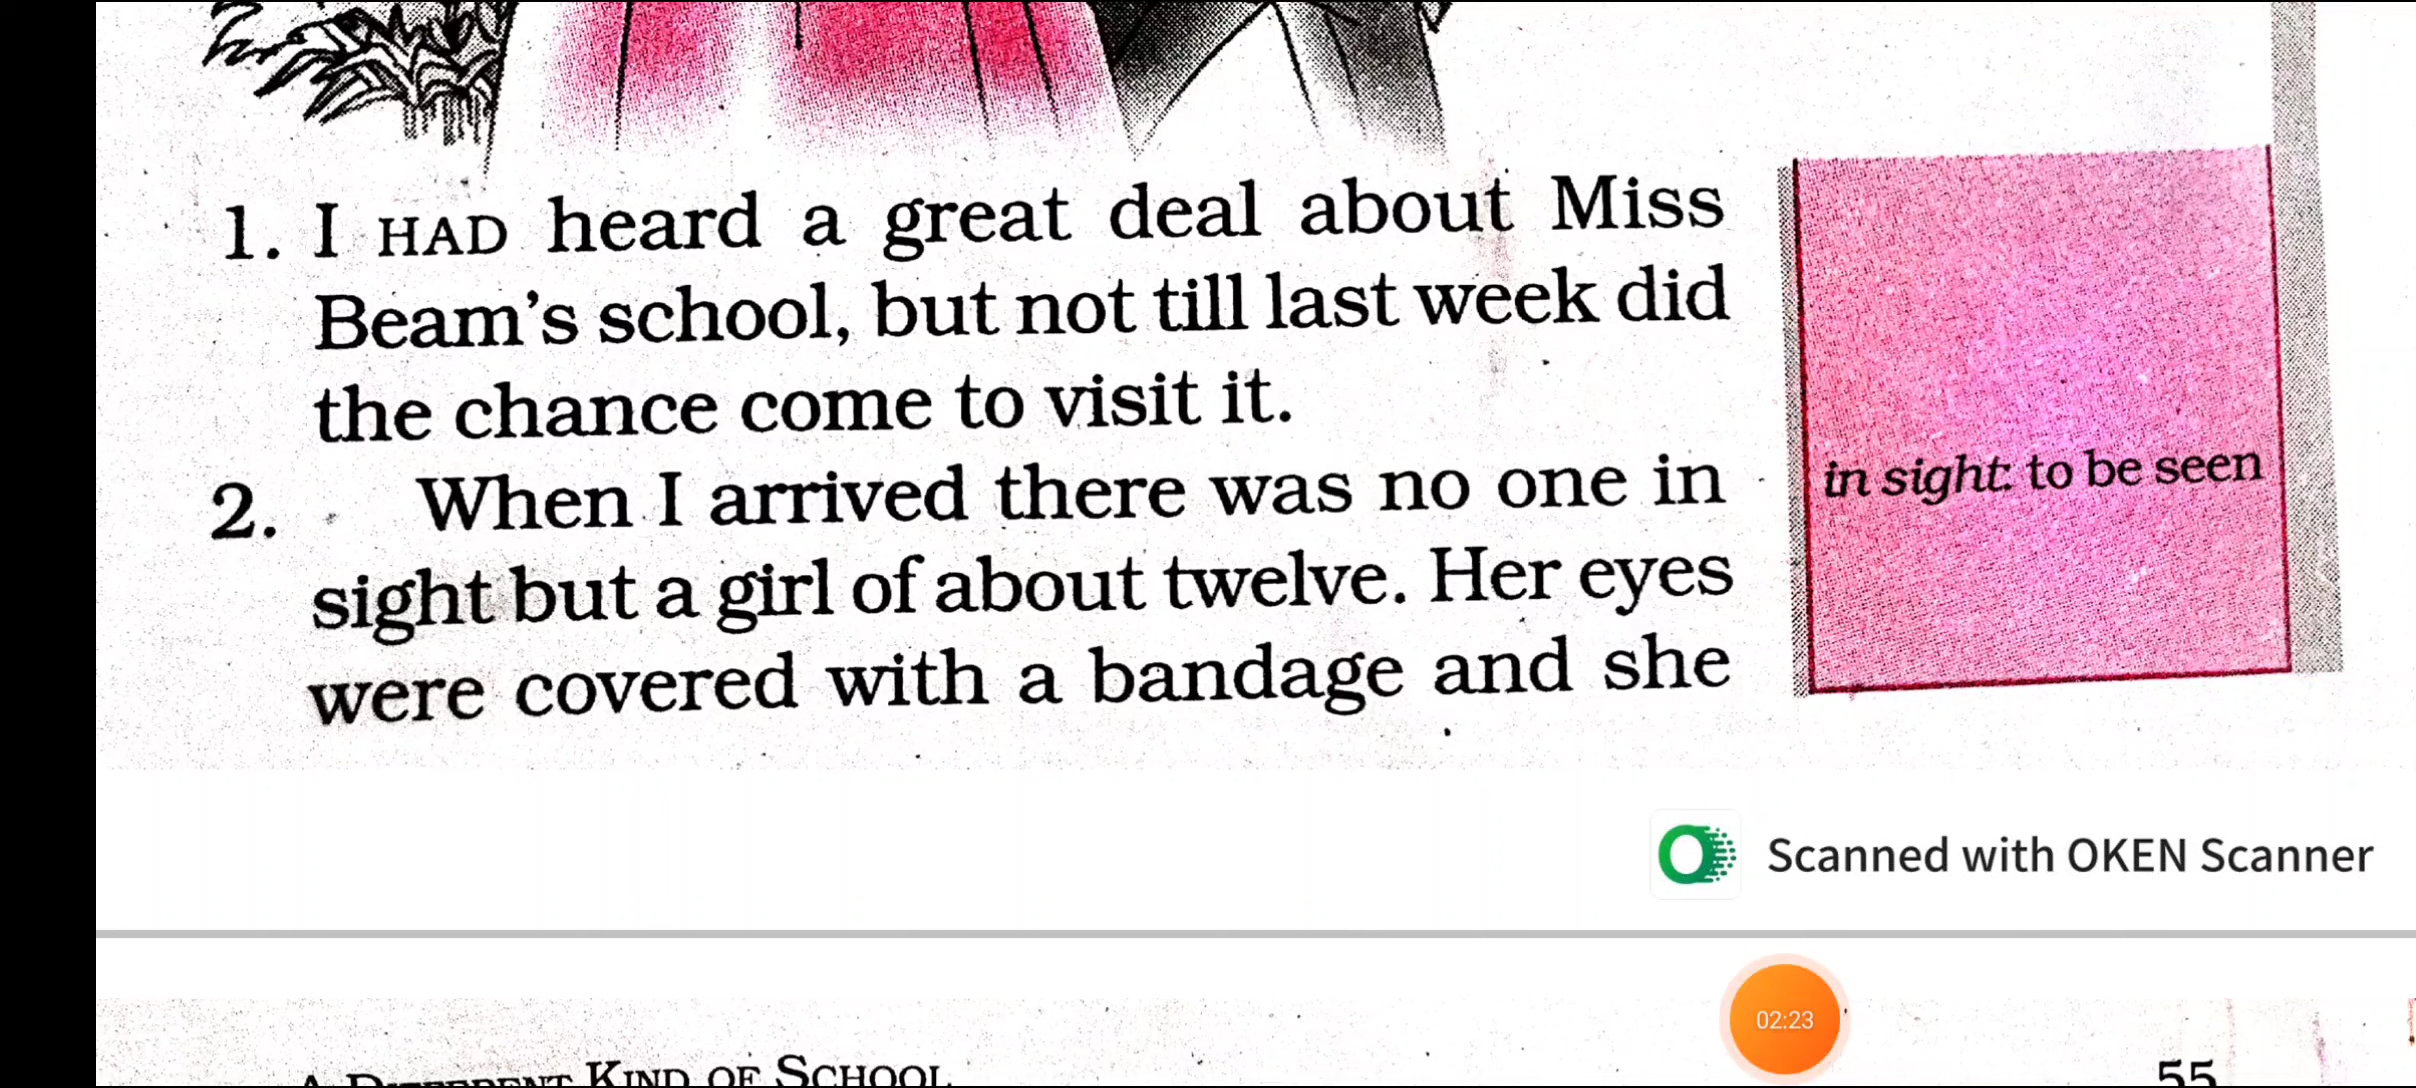 1. I HAD heard a great deal about Miss
Beam's school, but not till last week did
the chance come to visit it.
2. When I arrived there was no one in
sight but a girl of about twelve. Her eyes
were covered with a bandage and she
in sight: to be seen
Scanned with OKEN Scanner
02:23
KIND OF SCHOOL
55